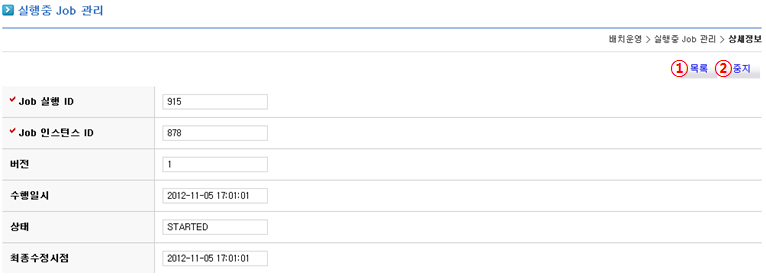 실행중 Job 관리
배치운영 > 실행중 Job 관리 > 상세정보
① 목록 ② 중지
Job 실행 ID 915
Job 인스턴스 ID 878
버전 1
수행일시 2012-11-05 17:01:01
상태 STARTED
최종수정시점 2012-11-05 17:01:01